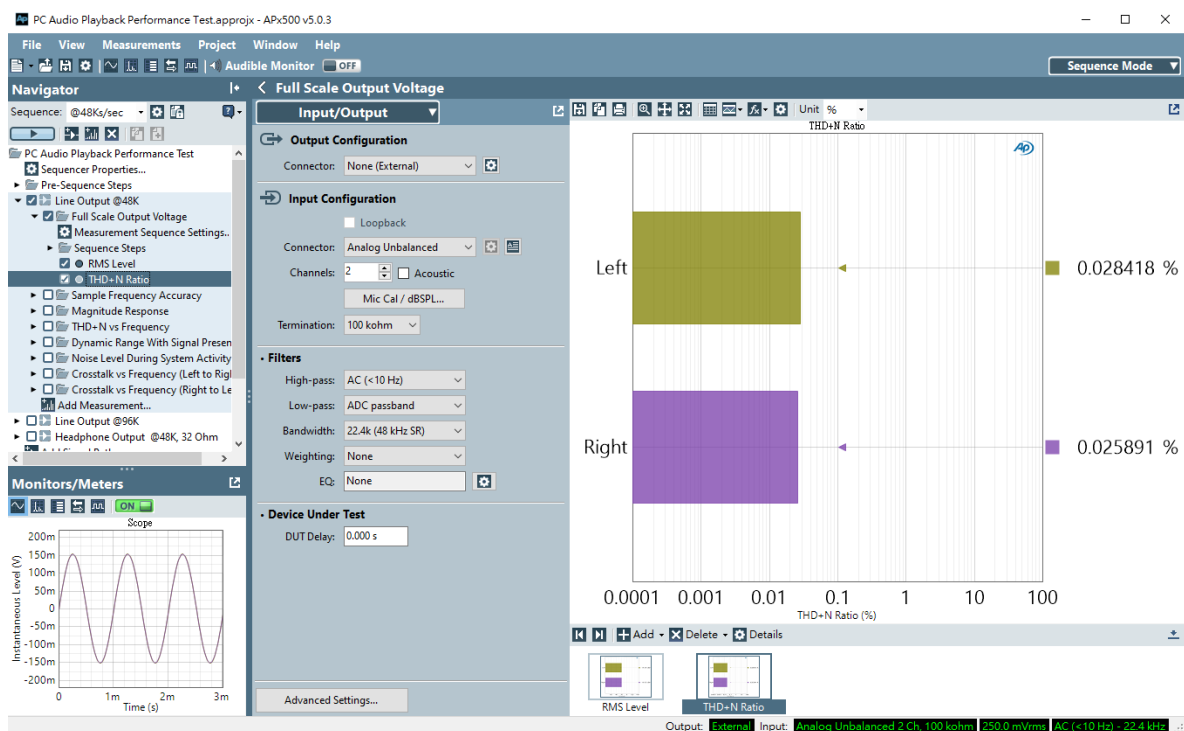 PC Audio Playback Performance Test.approjx - APx500 v5.0.3
File View Measurements Project Window Help
Audible Monitor OFF
Sequence Mode
Navigator
Sequence: @48Ks/sec
PC Audio Playback Performance Test
Sequencer Properties...
Pre-Sequence Steps
Line Output @48K
Full Scale Output Voltage
Measurement Sequence Settings..
Sequence Steps
RMS Level
THD+N Ratio
Sample Frequency Accuracy
Magnitude Response
THD+N vs Frequency
Dynamic Range With Signal Presen
Noise Level During System Activity
Crosstalk vs Frequency (Left to Righ
Crosstalk vs Frequency (Right to Le
Add Measurement...
Line Output @96K
Headphone Output @48K, 32 Ohm
Monitors/Meters
ON
Scope
Instantaneous Level (V)
200m
150m
100m
50m
0
-50m
-100m
-150m
-200m
0 1m 2m 3m
Time (s)
Full Scale Output Voltage
Input/Output
Output Configuration
Connector: None (External)
Input Configuration
Loopback
Connector: Analog Unbalanced
Channels: 2 Acoustic
Mic Cal / dBSPL...
Termination: 100 kohm
Filters
High-pass: AC (<10 Hz)
Low-pass: ADC passband
Bandwidth: 22.4k (48 kHz SR)
Weighting: None
EQ: None
Device Under Test
DUT Delay: 0.000 s
Advanced Settings...
Unit %
THD+N Ratio
AP
Left 0.028418 %
Right 0.025891 %
0.0001 0.001 0.01 0.1 1 10 100
THD+N Ratio (%)
Add Delete Details
RMS Level THD+N Ratio
Output: External Input: Analog Unbalanced 2 Ch, 100 kohm 250.0 mVrms AC (<10 Hz) - 22.4 kHz